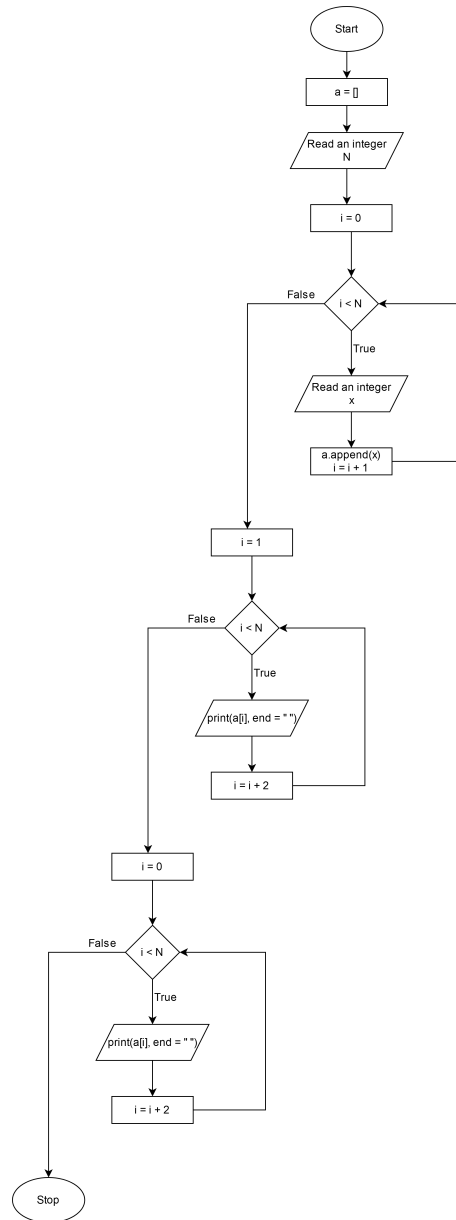 Start
a = []
Read an integer
N
i = 0
i < N
False
True
Read an integer
x
a.append(x)
i = i + 1
i = 1
i < N
False
True
print(a[i], end = " ")
i = i + 2
i = 0
i < N
False
True
print(a[i], end = " ")
i = i + 2
Stop